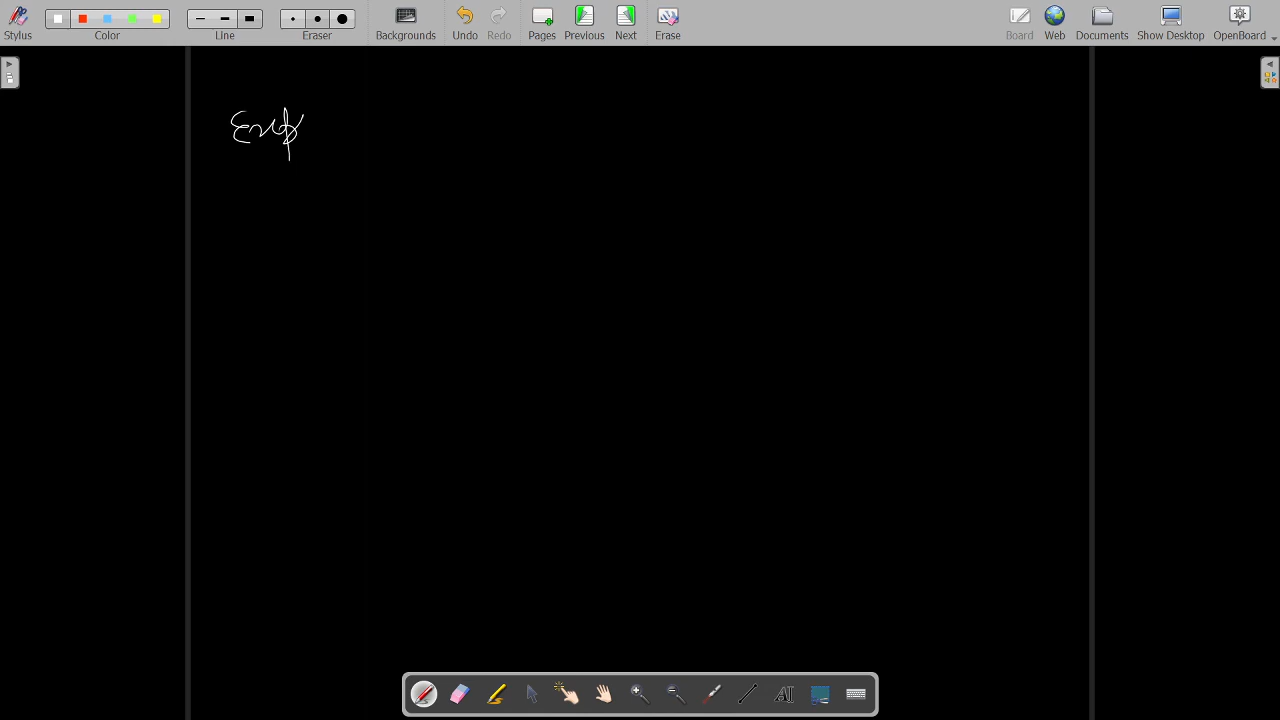 Stylus
Color
Line
Eraser
Backgrounds
Undo
Redo
Pages
Previous
Next
Erase
Board
Web
Documents
Show Desktop
OpenBoard